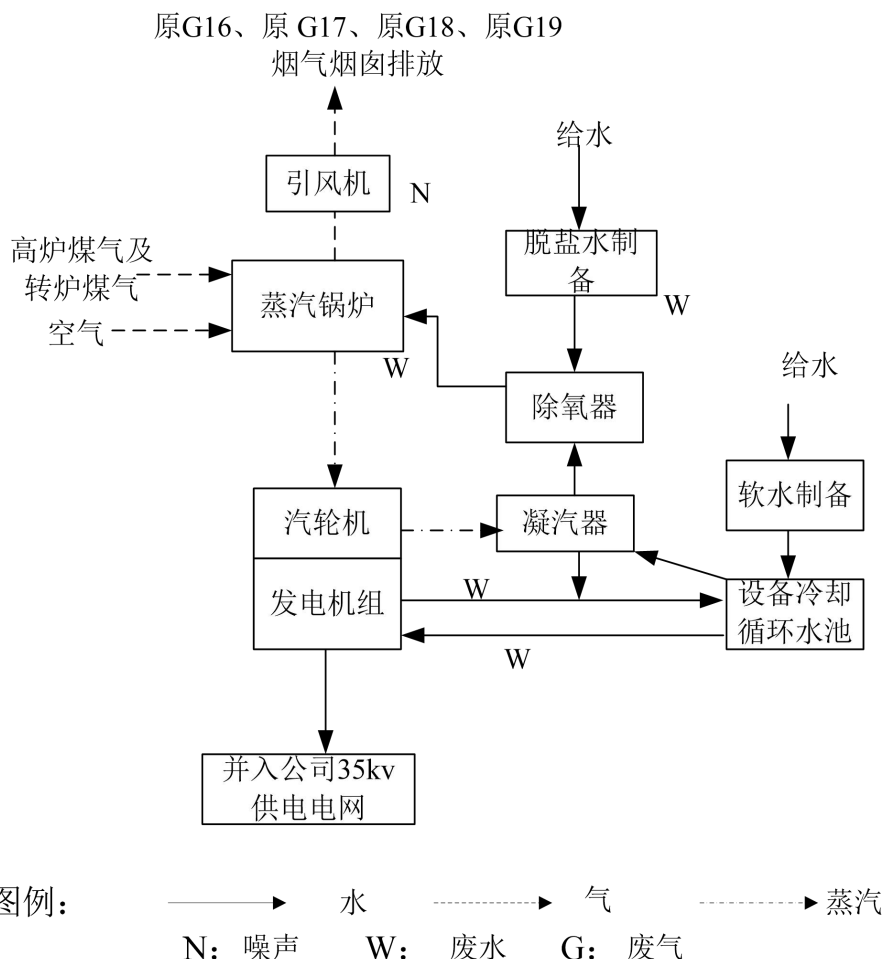 原G16、原 G17、原G18、原G19
烟气烟囱排放
给水
引风机
N
脱盐水制
备
W
高炉煤气及
转炉煤气
空气
蒸汽锅炉
W
除氧器
给水
软水制备
汽轮机
凝汽器
发电机组
W
设备冷却
循环水池
W
并入公司35kv
供电电网
图例：
水
气
蒸汽
N： 噪声 W： 废水 G： 废气